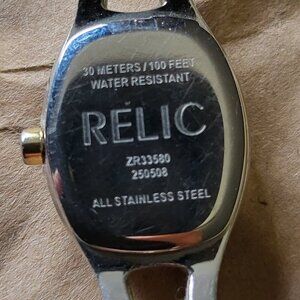 30 METERS / 100 FEET
WATER RESISTANT
RELIC
ZR33580
250508
ALL STAINLESS STEEL